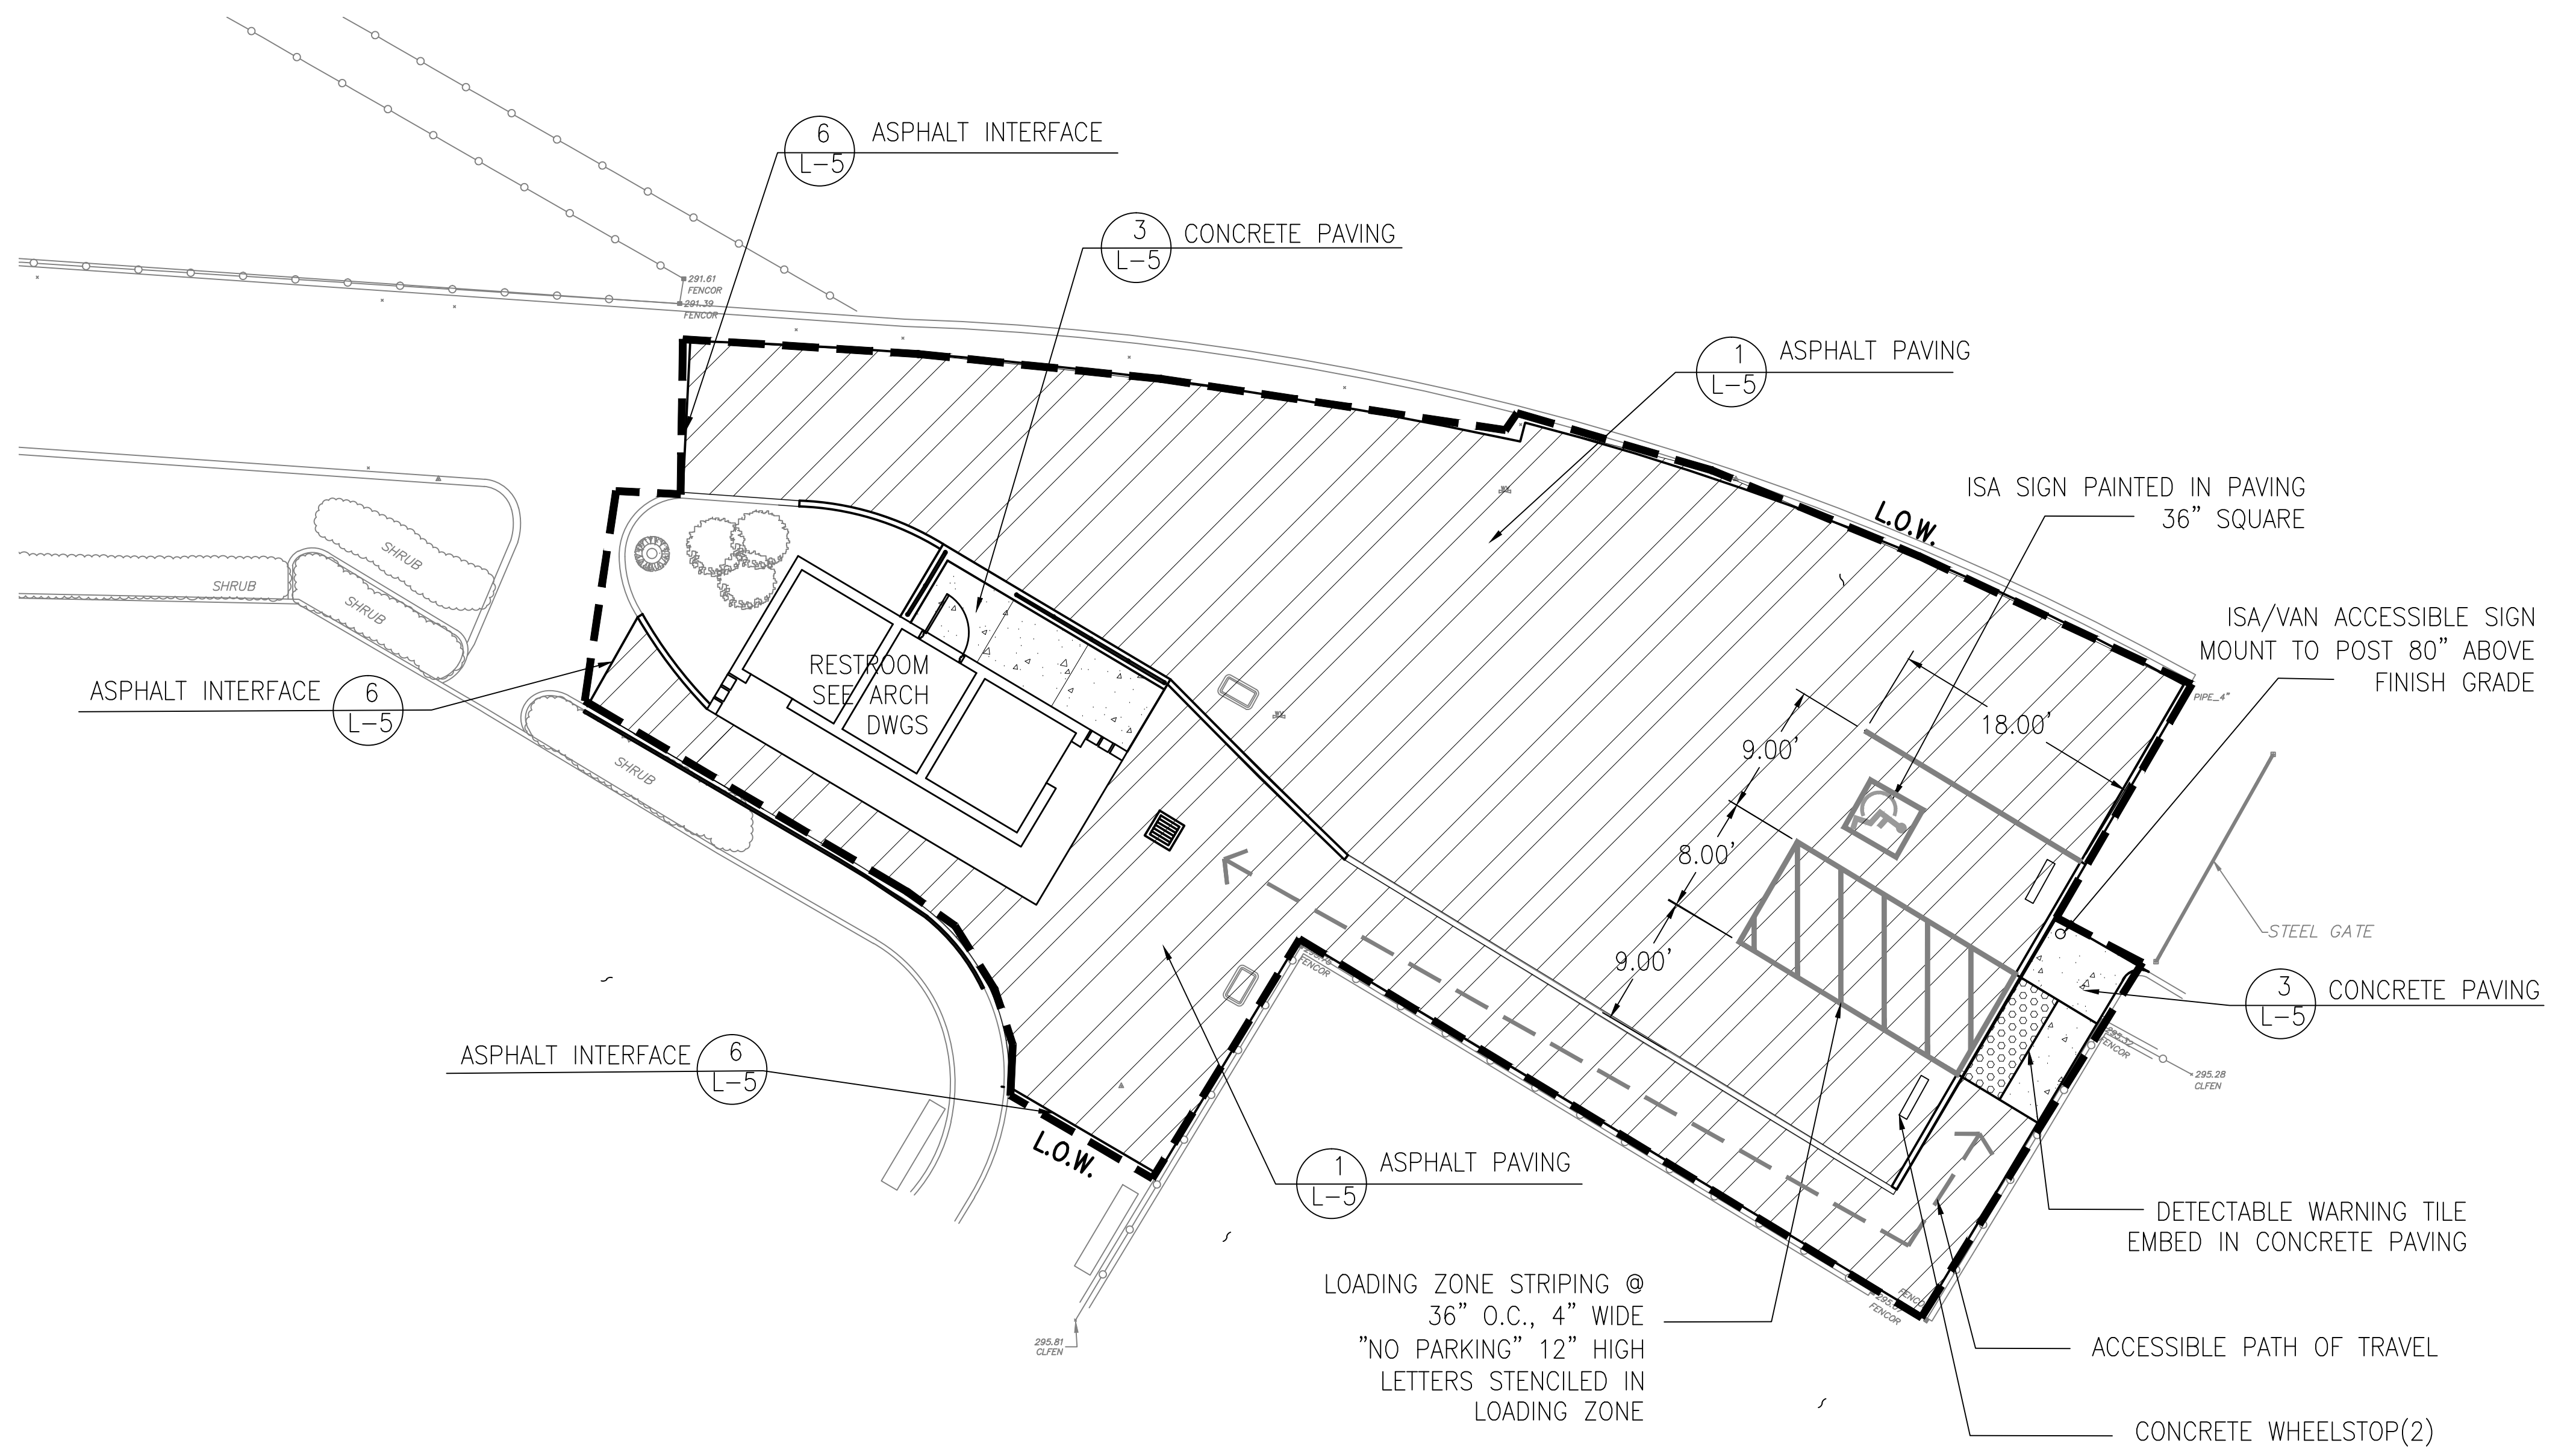 6
L-5
ASPHALT INTERFACE
3
L-5
CONCRETE PAVING
291.61
FENCOR
291.39
FENCOR
1
L-5
ASPHALT PAVING
ISA SIGN PAINTED IN PAVING
36" SQUARE
L.O.W.
SHRUB
SHRUB
SHRUB
ISA/VAN ACCESSIBLE SIGN
MOUNT TO POST 80" ABOVE
FINISH GRADE
RESTROOM
SEE ARCH
DWGS
ASPHALT INTERFACE
6
L-5
PIPE_4"
18.00'
9.00'
8.00'
9.00'
SHRUB
STEEL GATE
FENCOR
3
L-5
CONCRETE PAVING
295.32
FENCOR
295.28
CLFEN
ASPHALT INTERFACE
6
L-5
L.O.W.
1
L-5
ASPHALT PAVING
DETECTABLE WARNING TILE
EMBED IN CONCRETE PAVING
LOADING ZONE STRIPING @
36" O.C., 4" WIDE
"NO PARKING" 12" HIGH
LETTERS STENCILED IN
LOADING ZONE
FENCOR
295.81
CLFEN
ACCESSIBLE PATH OF TRAVEL
CONCRETE WHEELSTOP(2)